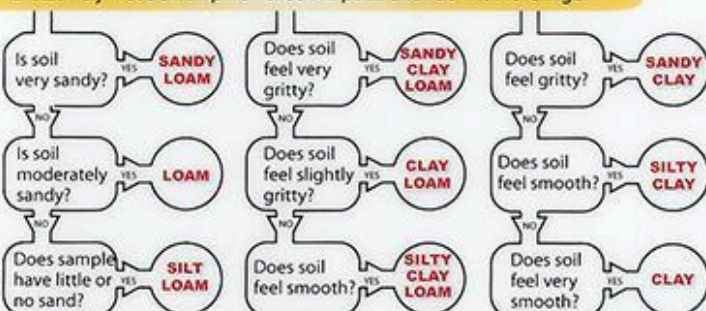 Is soil
very sandy?
YES
SANDY
LOAM
NO
Is soil
moderately
sandy?
YES
LOAM
NO
Does sample
have little or
no sand?
YES
SILT
LOAM
Does soil
feel very
gritty?
YES
SANDY
CLAY
LOAM
NO
Does soil
feel slightly
gritty?
YES
CLAY
LOAM
NO
Does soil
feel smooth?
YES
SILTY
CLAY
LOAM
Does soil
feel gritty?
YES
SANDY
CLAY
NO
Does soil
feel smooth?
YES
SILTY
CLAY
NO
Does soil
feel very
smooth?
YES
CLAY